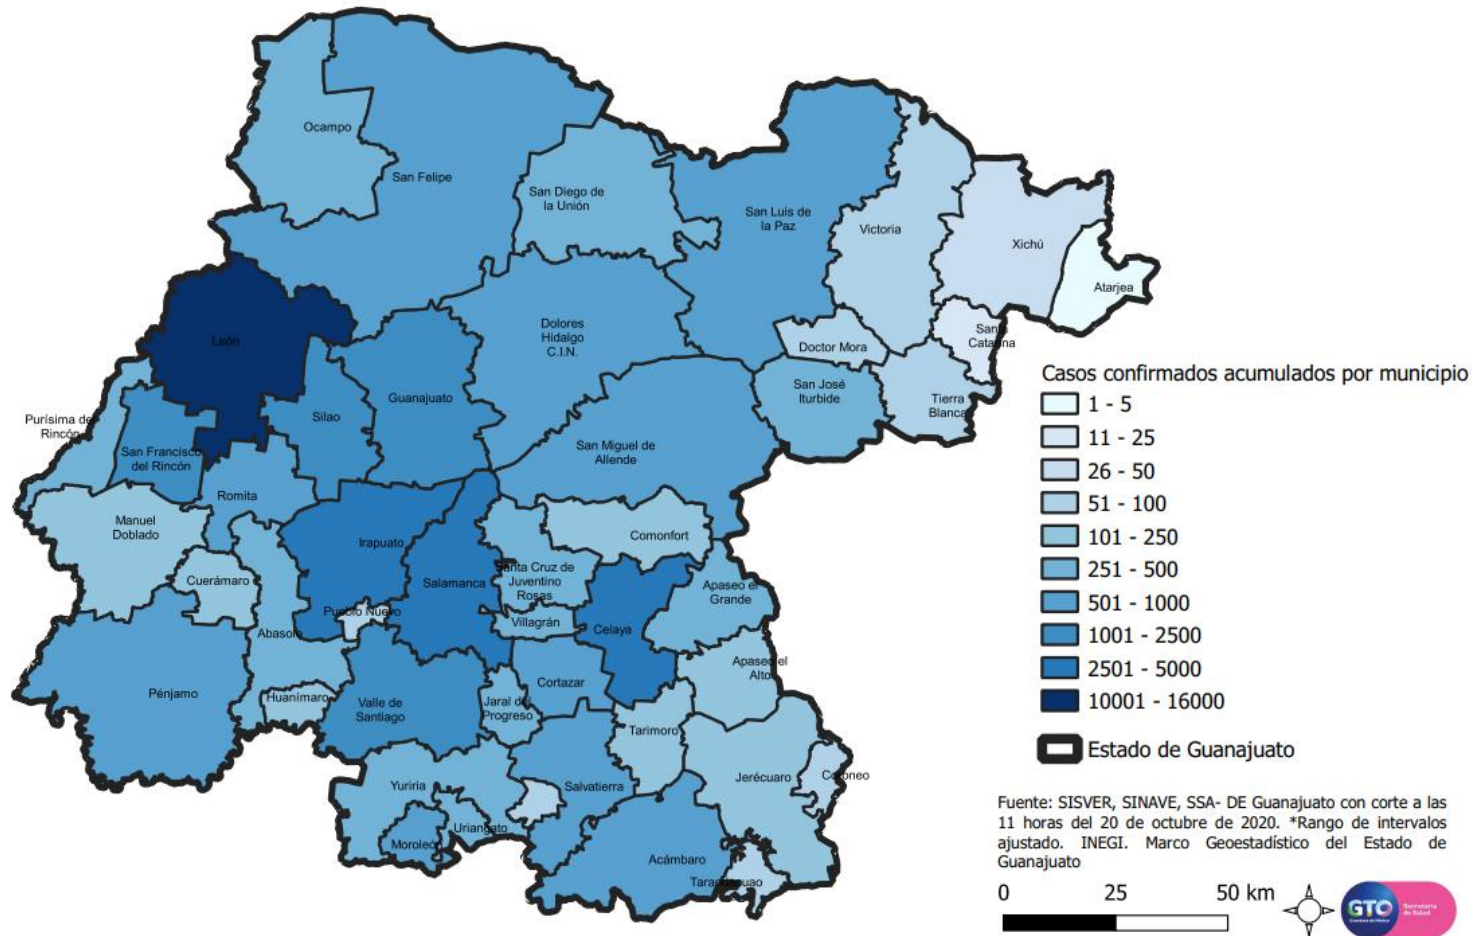 Ocampo
San Felipe
San Diego de
la Unión
San Luis de
la Paz
Victoria
Xichú
Atarjea
León
Dolores
Hidalgo
C.I.N.
Doctor Mora
Santa
Catarina
Guanajuato
Silao
San José
Iturbide
Tierra
Blanca
Purísima del
Rincón
San Francisco
del Rincón
San Miguel de
Allende
Romita
Manuel
Doblado
Irapuato
Comonfort
Cuerámaro
Salamanca
Santa Cruz de
Juventino
Rosas
Apaseo el
Grande
Pueblo Nuevo
Villagrán
Celaya
Abasolo
Apaseo el
Alto
Pénjamo
Huanímaro
Valle de
Santiago
Jaral del
Progreso
Cortazar
Tarimoro
Jerécuaro
Coroneo
Yuriria
Salvatierra
Uriangato
Moroleón
Acámbaro
Tarandacuao
Casos confirmados acumulados por municipio
1 - 5
11 - 25
26 - 50
51 - 100
101 - 250
251 - 500
501 - 1000
1001 - 2500
2501 - 5000
10001 - 16000
Estado de Guanajuato
Fuente: SISVER, SINAVE, SSA- DE Guanajuato con corte a las
11 horas del 20 de octubre de 2020. *Rango de intervalos
ajustado. INEGI. Marco Geoestadístico del Estado de
Guanajuato
0 25 50 km
GTO
Secretaría
de Salud